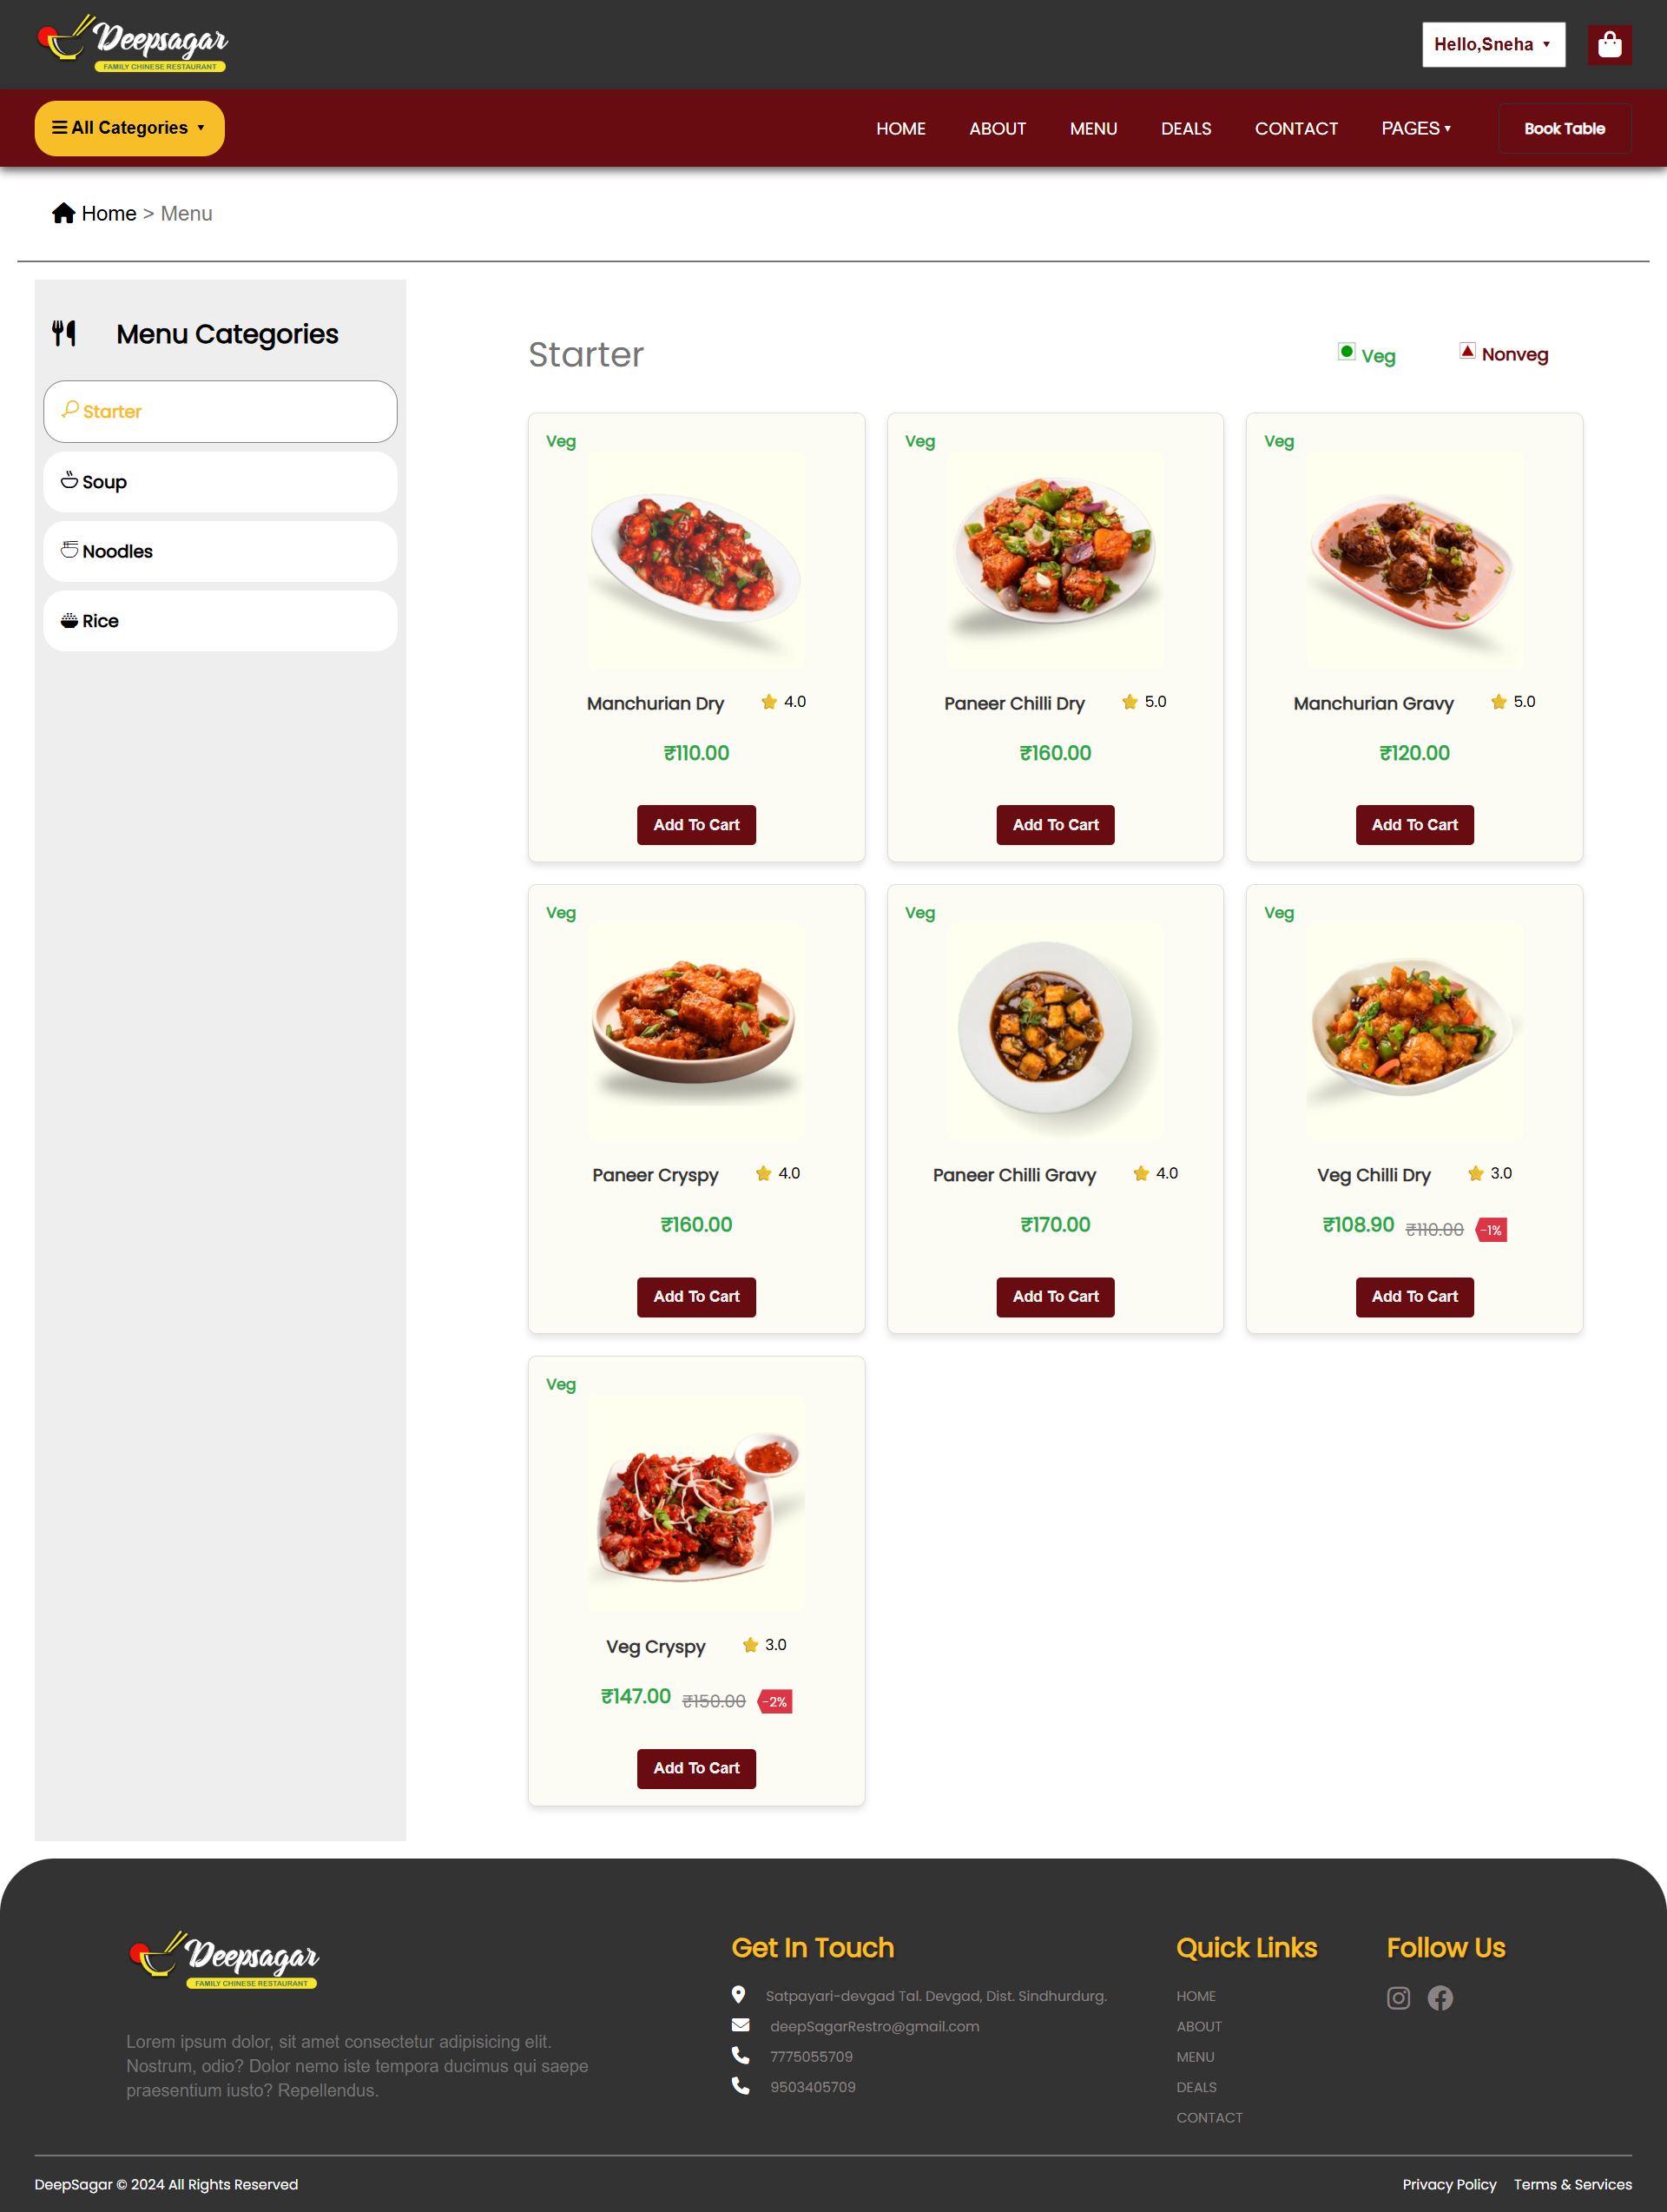 Deepsagar
FAMILY CHINESE RESTAURANT
Hello,Sneha ▼
All Categories ▼
HOME ABOUT MENU DEALS CONTACT PAGES ▾ Book Table
Home > Menu
Menu Categories
Starter
Soup
Noodles
Rice
Starter
Veg Nonveg
Veg Veg Veg
Manchurian Dry 4.0 Paneer Chilli Dry 5.0 Manchurian Gravy 5.0
₹110.00 ₹160.00 ₹120.00
Add To Cart Add To Cart Add To Cart
Veg Veg Veg
Paneer Cryspy 4.0 Paneer Chilli Gravy 4.0 Veg Chilli Dry 3.0
₹160.00 ₹170.00 ₹108.90 ₹110.00 -1%
Add To Cart Add To Cart Add To Cart
Veg
Veg Cryspy 3.0
₹147.00 ₹150.00 -2%
Add To Cart
Deepsagar
FAMILY CHINESE RESTAURANT
Lorem ipsum dolor, sit amet consectetur adipisicing elit.
Nostrum, odio? Dolor nemo iste tempora ducimus qui saepe
praesentium iusto? Repellendus.
Get In Touch
Satpayari-devgad Tal. Devgad, Dist. Sindhurdurg.
deepSagarRestro@gmail.com
7775055709
9503405709
Quick Links
HOME
ABOUT
MENU
DEALS
CONTACT
Follow Us
DeepSagar © 2024 All Rights Reserved
Privacy Policy Terms & Services